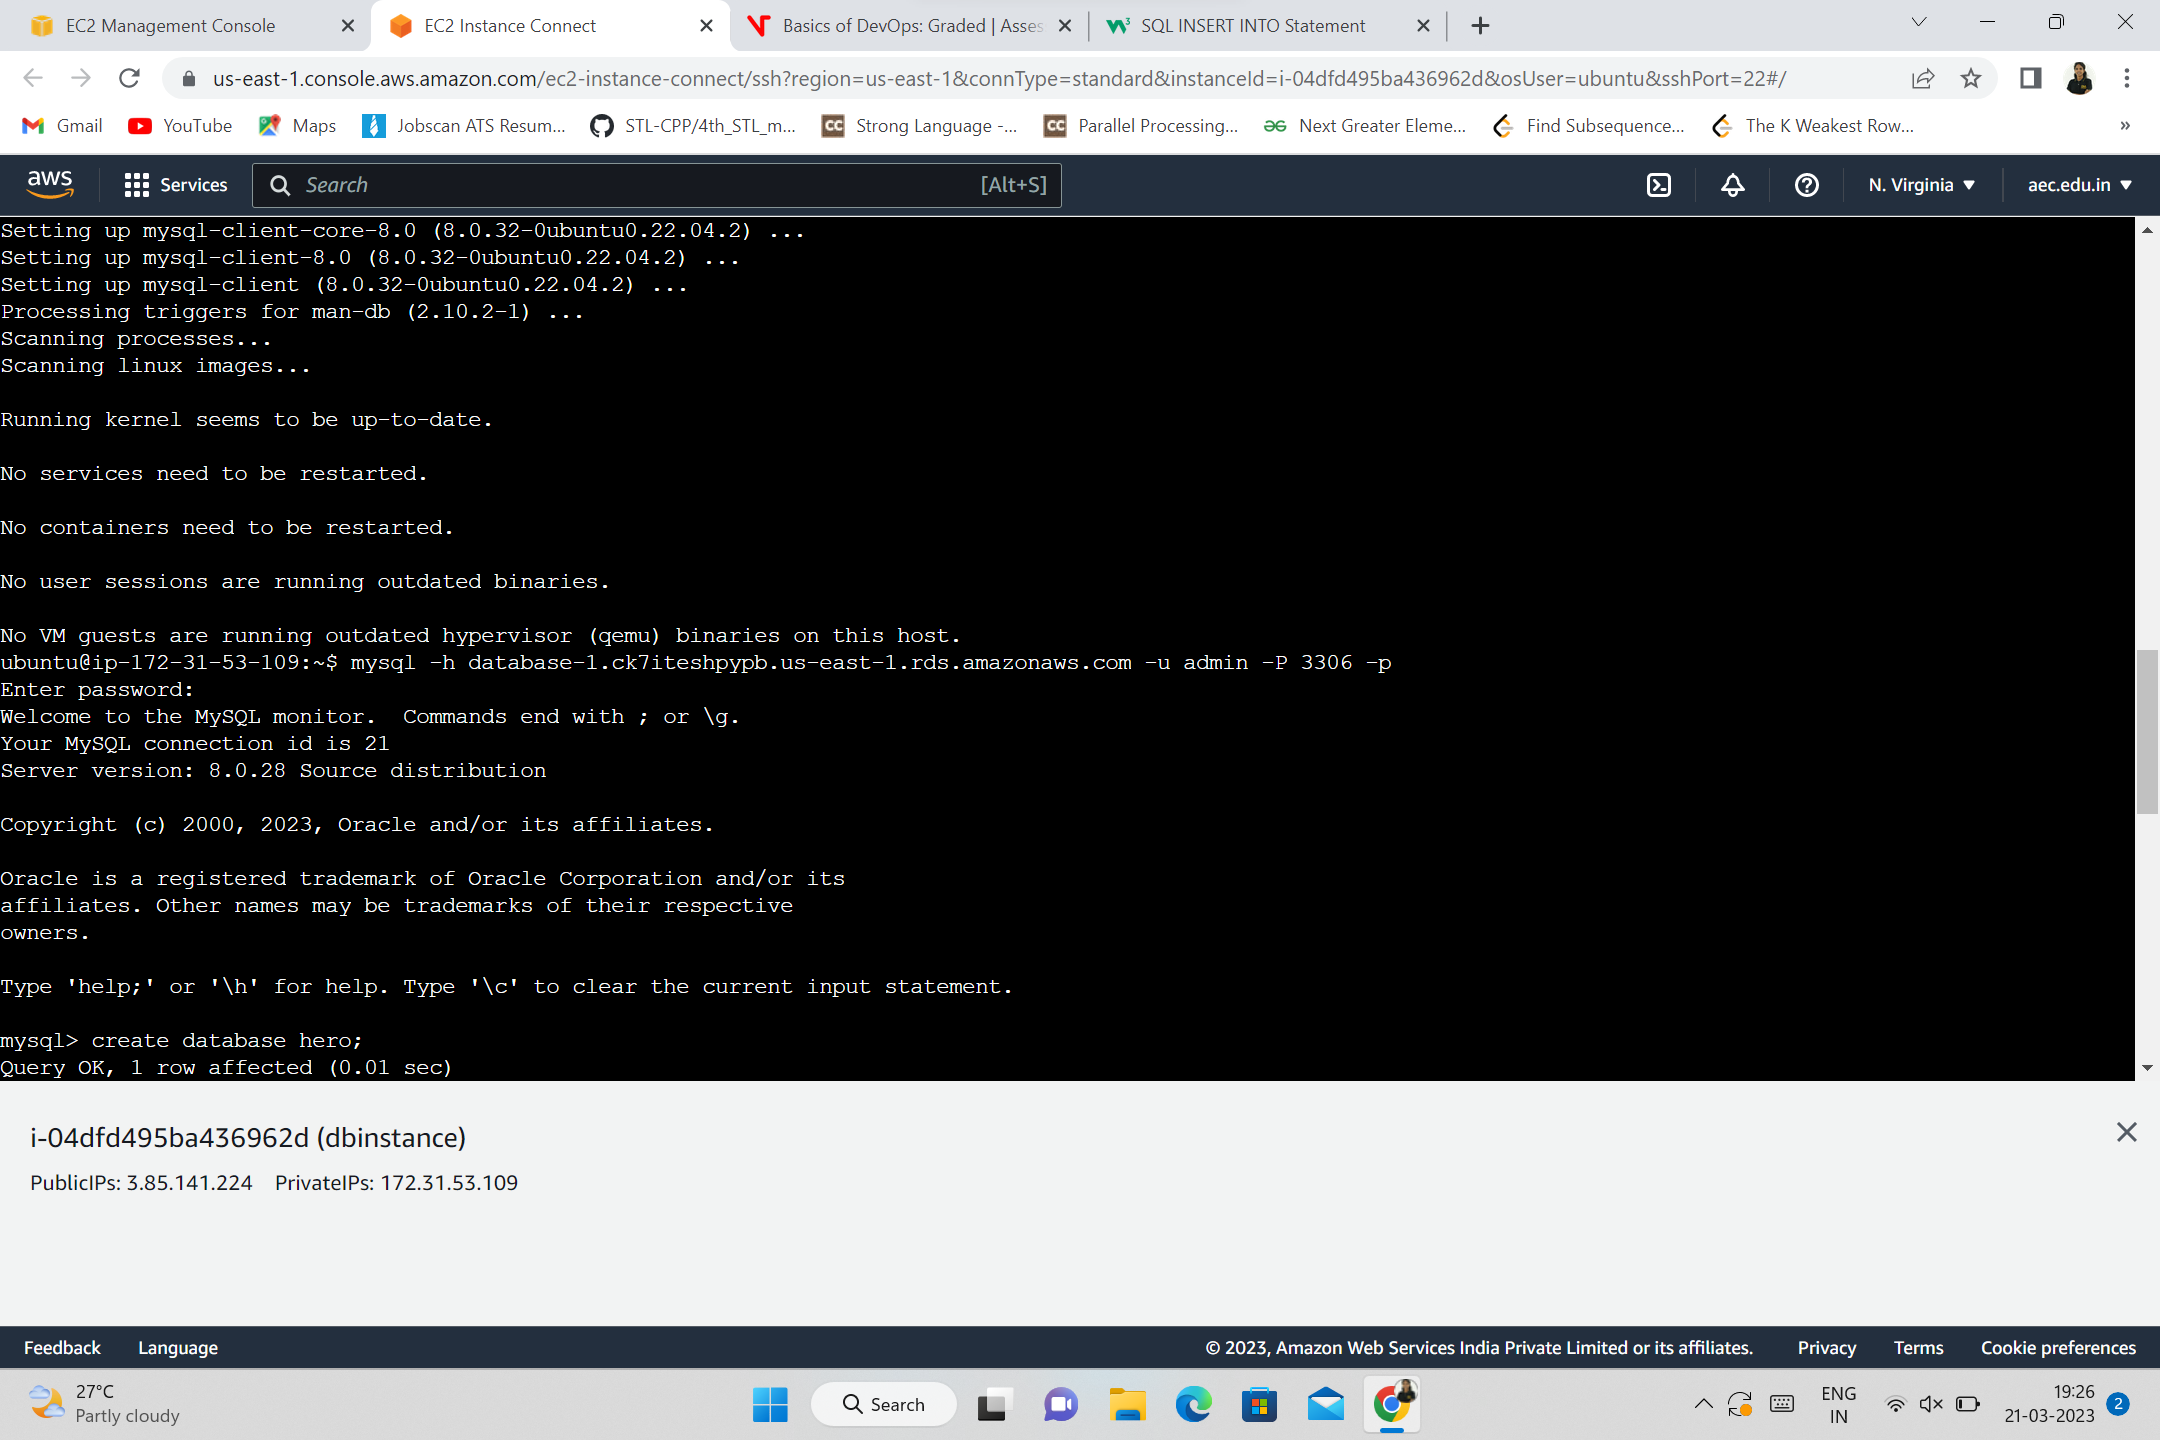 EC2 Management Console
EC2 Instance Connect
Basics of DevOps: Graded | Asses
SQL INSERT INTO Statement
us-east-1.console.aws.amazon.com/ec2-instance-connect/ssh?region=us-east-1&connType=standard&instanceId=i-04dfd495ba436962d&osUser=ubuntu&sshPort=22#/
Gmail
YouTube
Maps
Jobscan ATS Resum...
STL-CPP/4th_STL_m...
CC Strong Language -...
CC Parallel Processing...
Next Greater Eleme...
Find Subsequence...
The K Weakest Row...
»
aws
Services
Search [Alt+S]
N. Virginia
aec.edu.in
Setting up mysql-client-core-8.0 (8.0.32-0ubuntu0.22.04.2) ...
Setting up mysql-client-8.0 (8.0.32-0ubuntu0.22.04.2) ...
Setting up mysql-client (8.0.32-0ubuntu0.22.04.2) ...
Processing triggers for man-db (2.10.2-1) ...
Scanning processes...
Scanning linux images...
Running kernel seems to be up-to-date.
No services need to be restarted.
No containers need to be restarted.
No user sessions are running outdated binaries.
No VM guests are running outdated hypervisor (qemu) binaries on this host.
ubuntu@ip-172-31-53-109:~$ mysql -h database-1.ck7iteshpypb.us-east-1.rds.amazonaws.com -u admin -P 3306 -p
Enter password:
Welcome to the MySQL monitor.  Commands end with ; or \g.
Your MySQL connection id is 21
Server version: 8.0.28 Source distribution
Copyright (c) 2000, 2023, Oracle and/or its affiliates.
Oracle is a registered trademark of Oracle Corporation and/or its
affiliates. Other names may be trademarks of their respective
owners.
Type 'help;' or '\h' for help. Type '\c' to clear the current input statement.
mysql> create database hero;
Query OK, 1 row affected (0.01 sec)
i-04dfd495ba436962d (dbinstance)
PublicIPs: 3.85.141.224 PrivateIPs: 172.31.53.109
Feedback
Language
© 2023, Amazon Web Services India Private Limited or its affiliates.
Privacy
Terms
Cookie preferences
27°C
Partly cloudy
Search
ENG
IN
19:26
21-03-2023
2